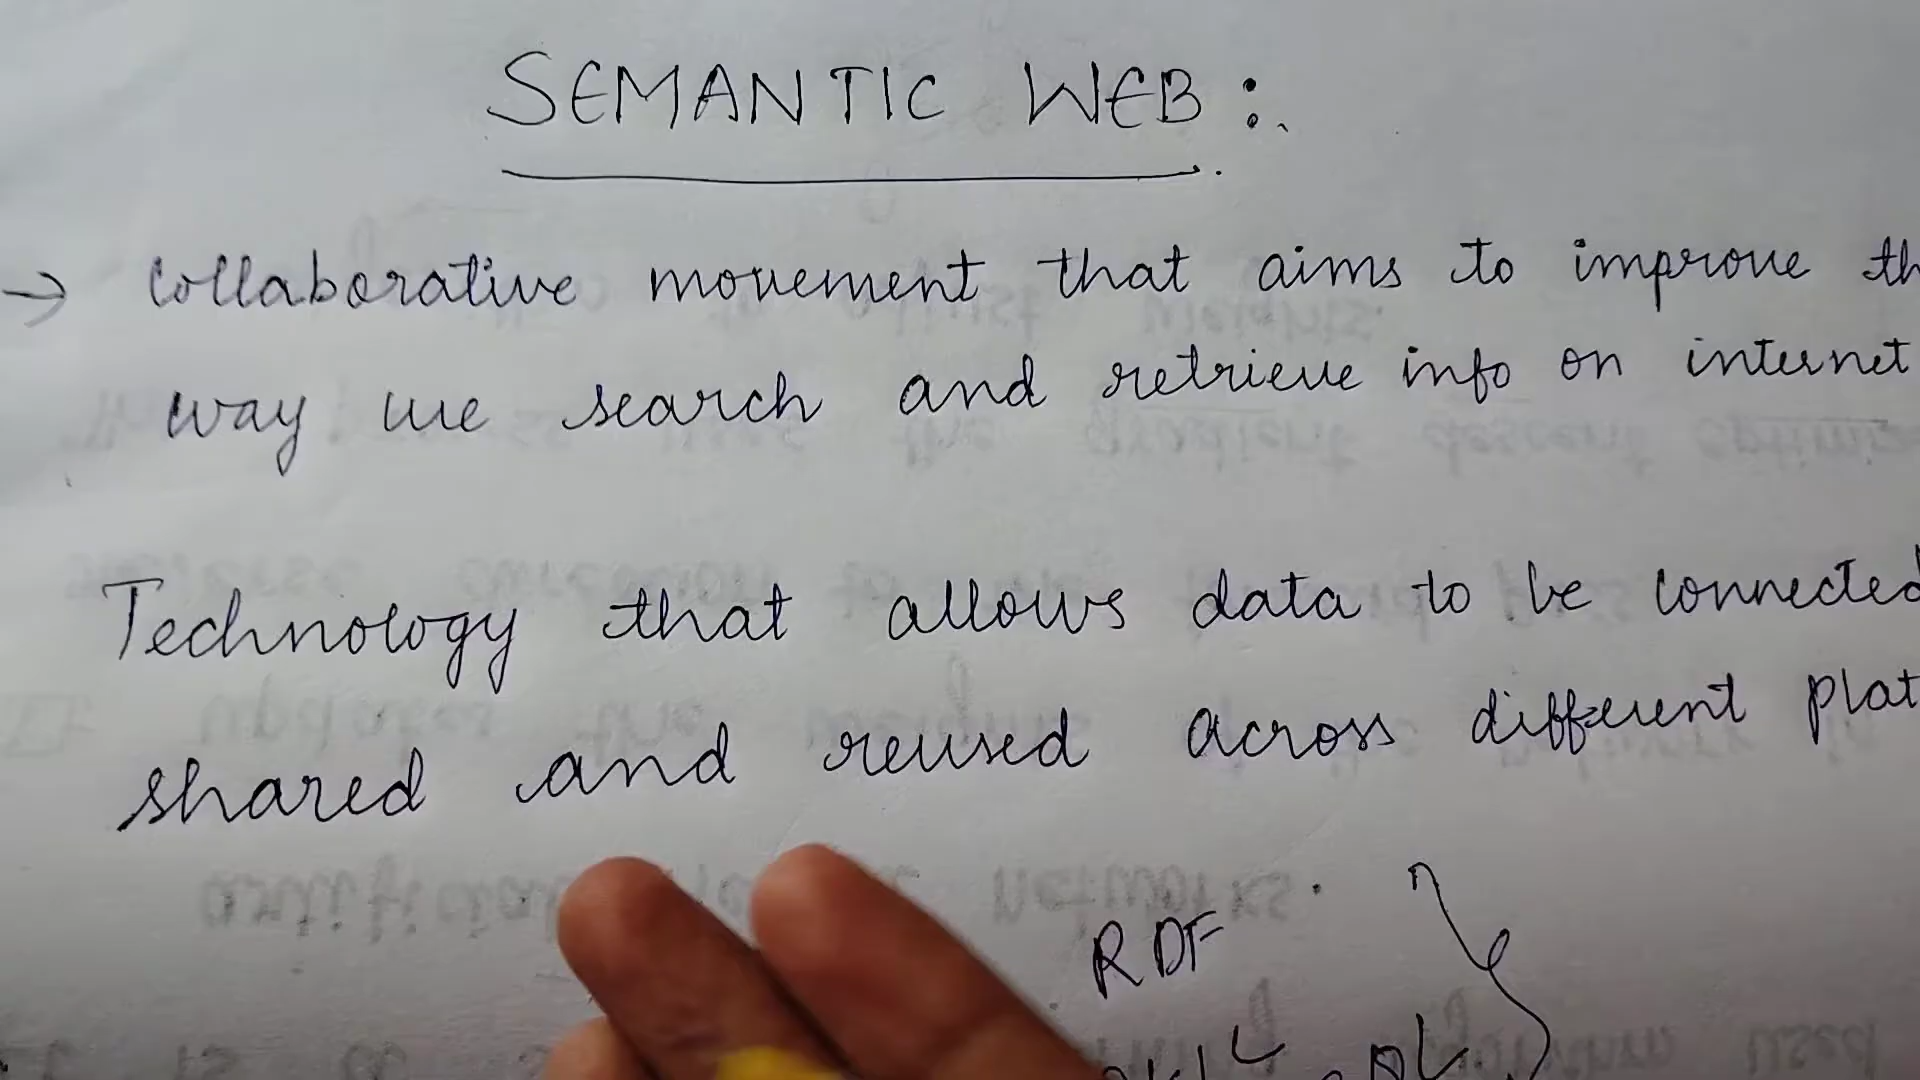 SEMANTIC WEB :
→ collaborative movement that aims to improve th
way we search and retrieve info on internet
Technology that allows data to be connected
shared and reused across different plat
RDF